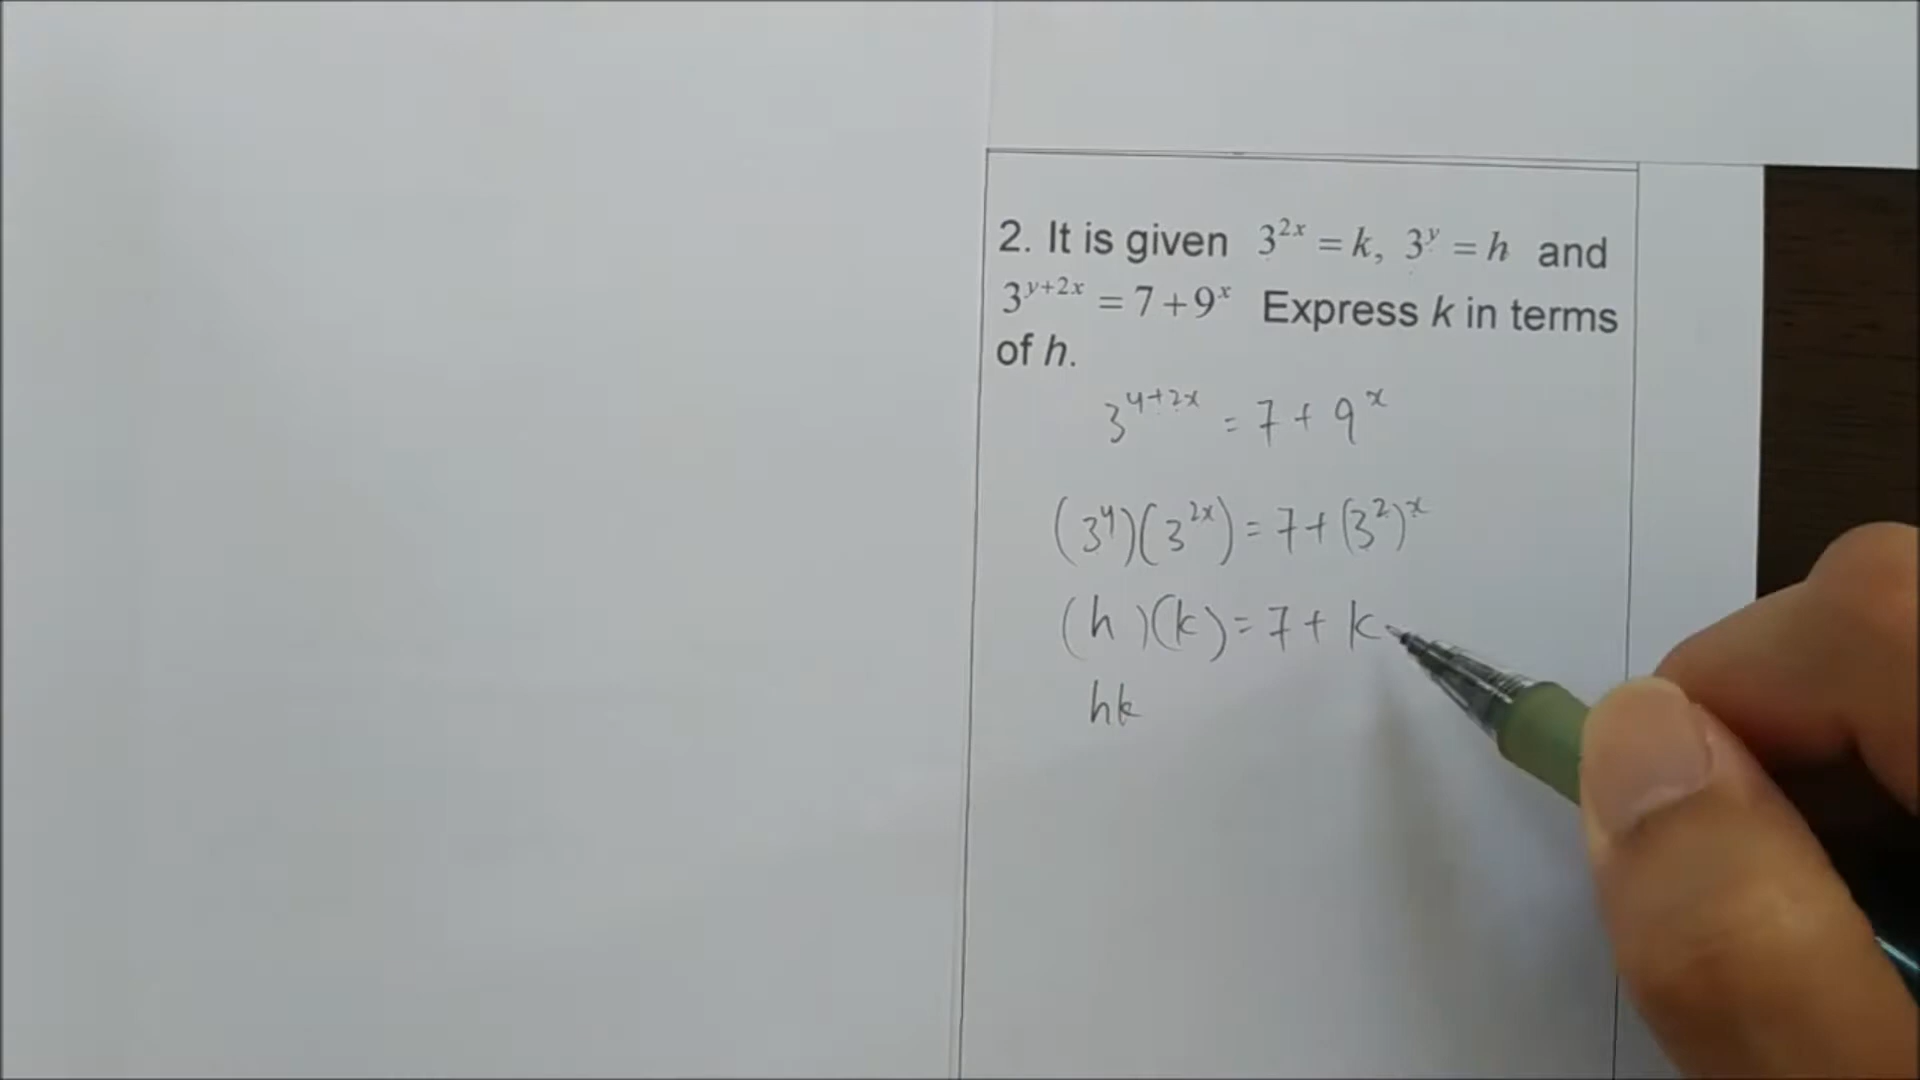 2. It is given 3^{2x} = k, 3^y = h and
3^{y+2x} = 7 + 9^x Express k in terms
of h.
3^{y+2x} = 7 + 9^x
(3^y)(3^{2x}) = 7 + (3^2)^x
(h)(k) = 7 + k
hk